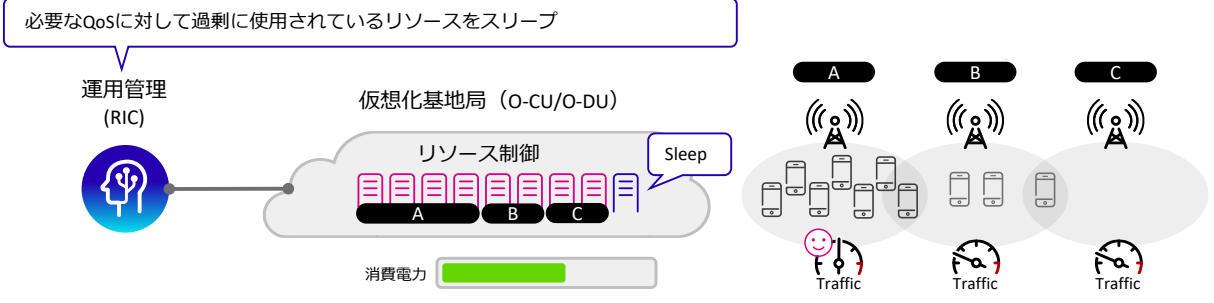 必要なQoSに対して過剰に使用されているリソースをスリープ
運用管理
(RIC)
仮想化基地局（O-CU/O-DU）
リソース制御
Sleep
A
B
C
消費電力
A
B
C
Traffic
Traffic
Traffic